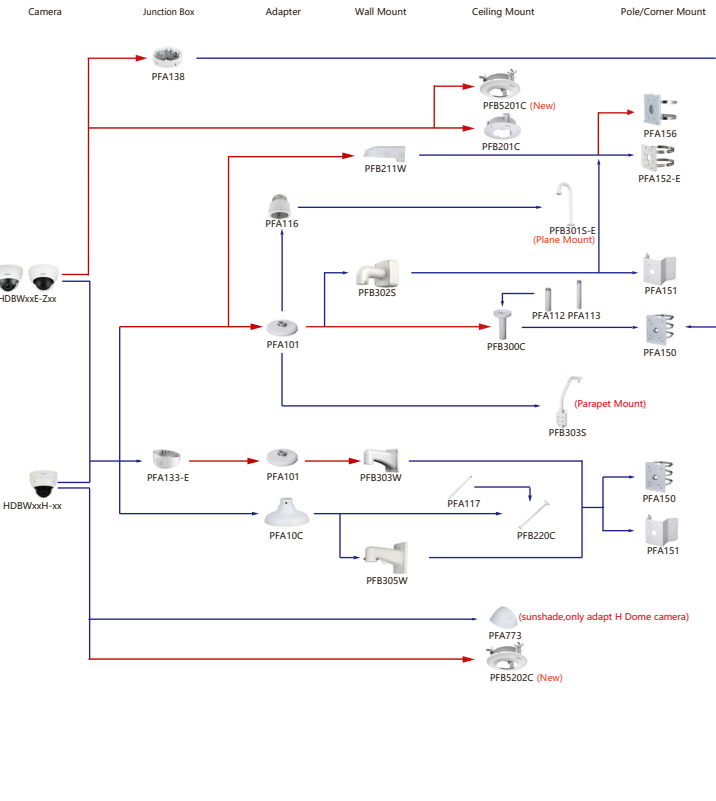 Camera
Junction Box
Adapter
Wall Mount
Ceiling Mount
Pole/Corner Mount
PFA138
PFB5201C (New)
PFA156
PFB201C
PFB211W
PFA152-E
PFA116
PFB301S-E
(Plane Mount)
HDBWxxE-Zxx
PFB302S
PFA151
PFA112 PFA113
PFA101
PFB300C
PFA150
(Parapet Mount)
PFB303S
PFA133-E
PFA101
PFB303W
HDBWxxH-xx
PFA117
PFA150
PFA10C
PFB220C
PFA151
PFB305W
(sunshade,only adapt H Dome camera)
PFA773
PFB5202C (New)